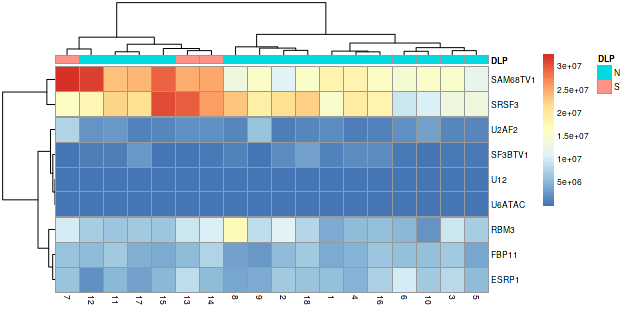 DLP
SAM68TV1
SRSF3
U2AF2
SF3BTV1
U12
U6ATAC
RBM3
FBP11
ESRP1
7 12 11 17 15 13 14 8 9 2 18 1 4 16 6 10 3 5
3e+07
2.5e+07
2e+07
1.5e+07
1e+07
5e+06
DLP
N
S